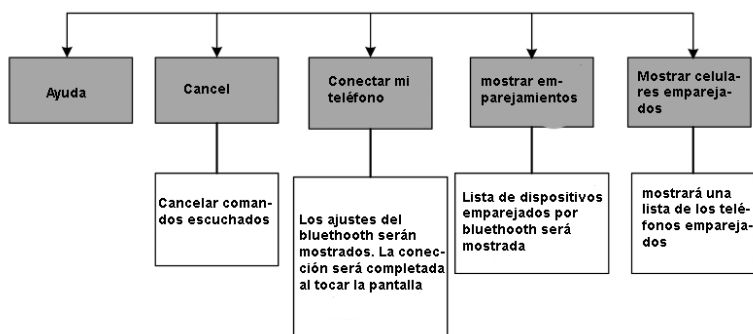 Ayuda
Cancel
Conectar mi
teléfono
mostrar em-
parejamientos
Mostrar celula-
res empareja-
dos
Cancelar coman-
dos escuchados
Los ajustes del
bluethooth serán
mostrados. La conec-
ción será completada
al tocar la pantalla
Lista de dispositivos
emparejados por
bluethooth será
mostrada
mostrará una
lista de los telé-
fonos empareja-
dos